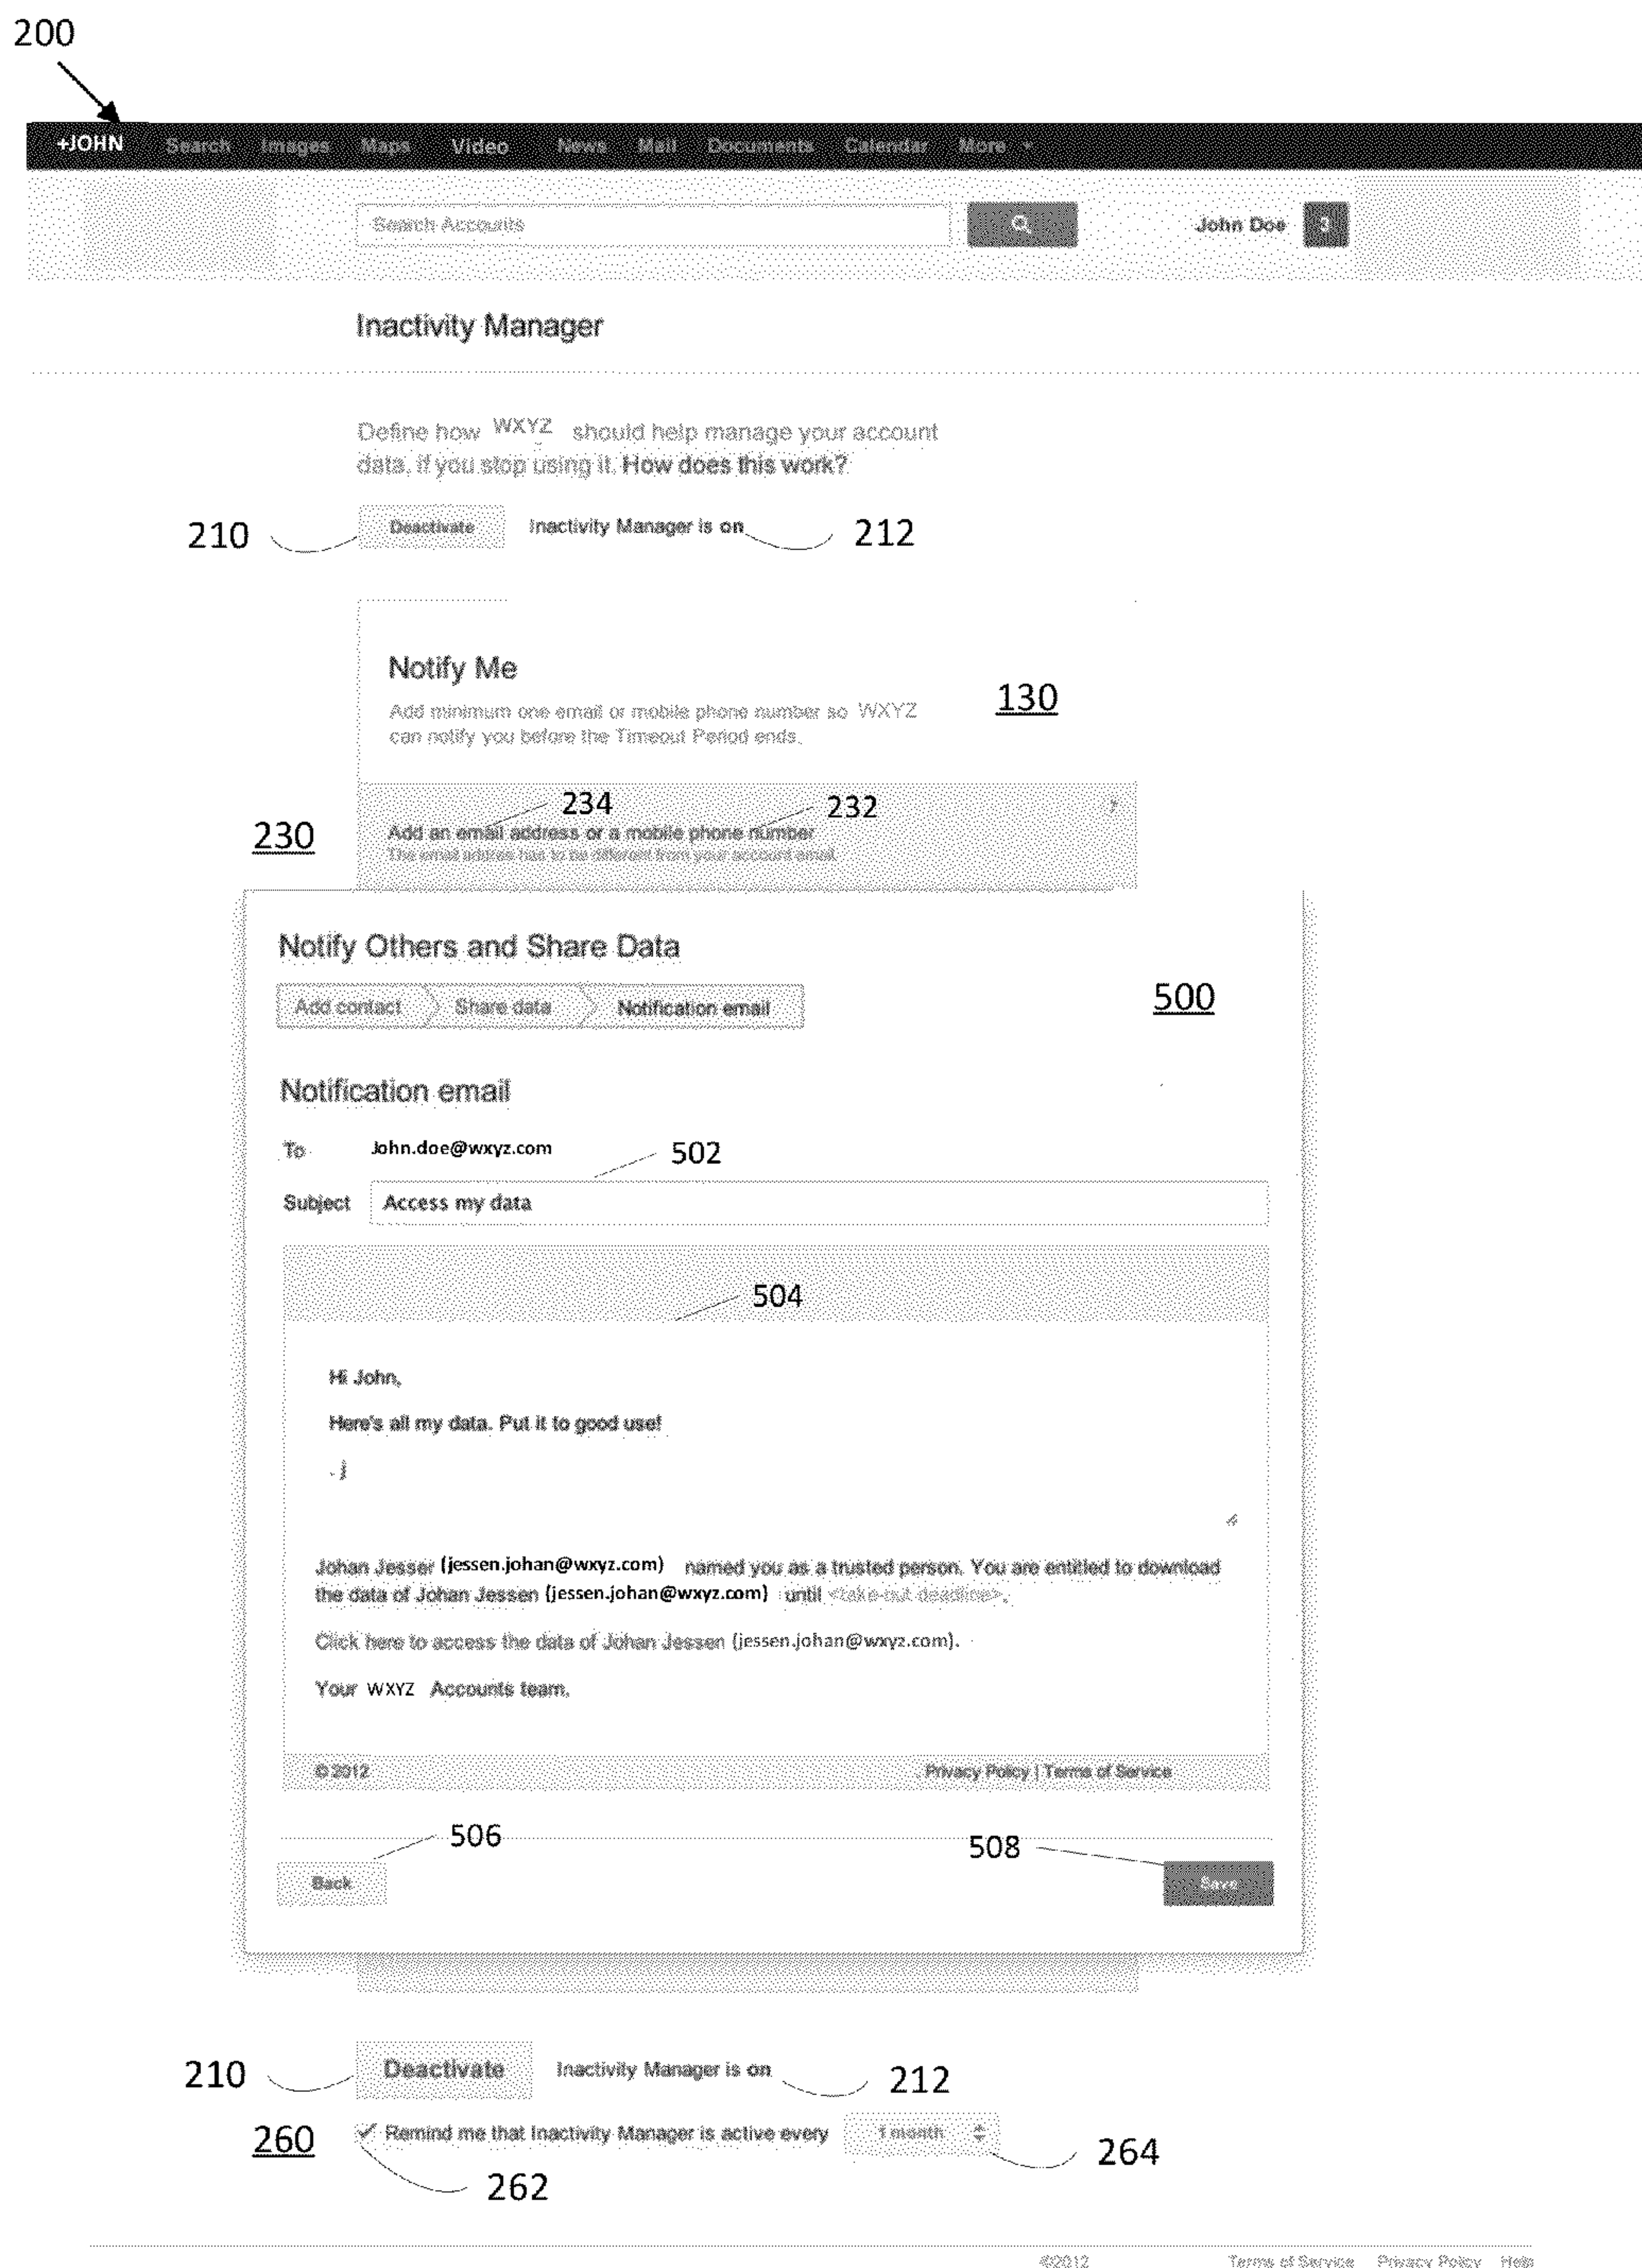 200
+JOHN Search Images Maps Video News Mail Documents Calendar More
Search Accounts John Doe 3
Inactivity Manager
Define how WXYZ should help manage your account
data, if you stop using it. How does this work?
210 Deactivate Inactivity Manager is on 212
Notify Me
130
Add minimum one email or mobile phone number so WXYZ
can notify you before the Timeout Period ends.
234 232
230
Add an email address or a mobile phone number
The email addres has to be different from your account email
Notify Others and Share Data
Add contact Share data Notification email 500
Notification email
To John.doe@wxyz.com 502
Subject Access my data
504
Hi John,
Here's all my data. Put it to good use!
. j
Johan Jesser (jessen.johan@wxyz.com) named you as a trusted person. You are entitled to download
the data of Johan Jessen (jessen.johan@wxyz.com) until <take-out deadline>.
Click here to access the data of Johan Jessen (jessen.johan@wxyz.com).
Your WXYZ Accounts team.
© 2012 Privacy Policy | Terms of Service
506 508
Back Save
210 Deactivate Inactivity Manager is on 212
260 Remind me that Inactivity Manager is active every 1 month
264
262
©2012 Terms of Service Privacy Policy Help